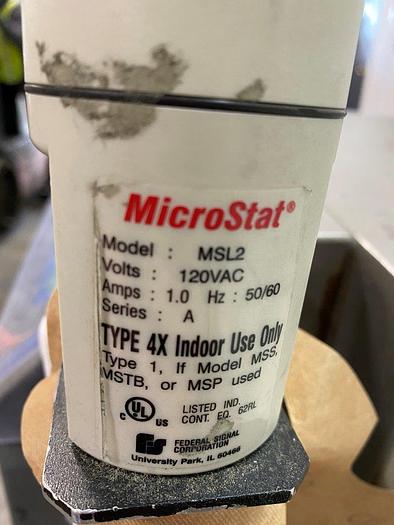 MicroStat®
Model : MSL2
Volts : 120VAC
Amps : 1.0 Hz : 50/60
Series : A
TYPE 4X Indoor Use Only
Type 1, If Model MSS,
MSTB, or MSP used
C UL US
LISTED IND.
CONT. EQ. 62RL
FEDERAL SIGNAL
CORPORATION
University Park, IL 60466